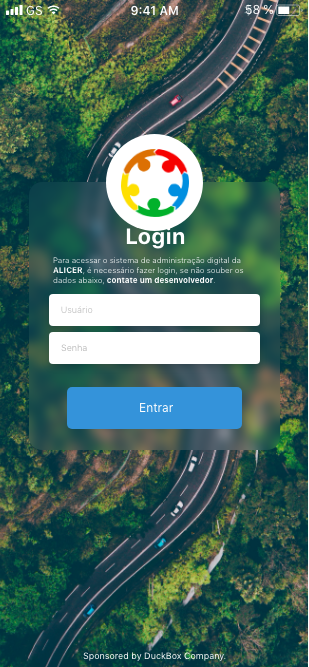 GS
9:41 AM
58 %
Login
Para acessar o sistema de administração digital da
ALICER, é necessário fazer login, se não souber os
dados abaixo, contate um desenvolvedor.
Usuário
Senha
Entrar
Sponsored by DuckBox Company.